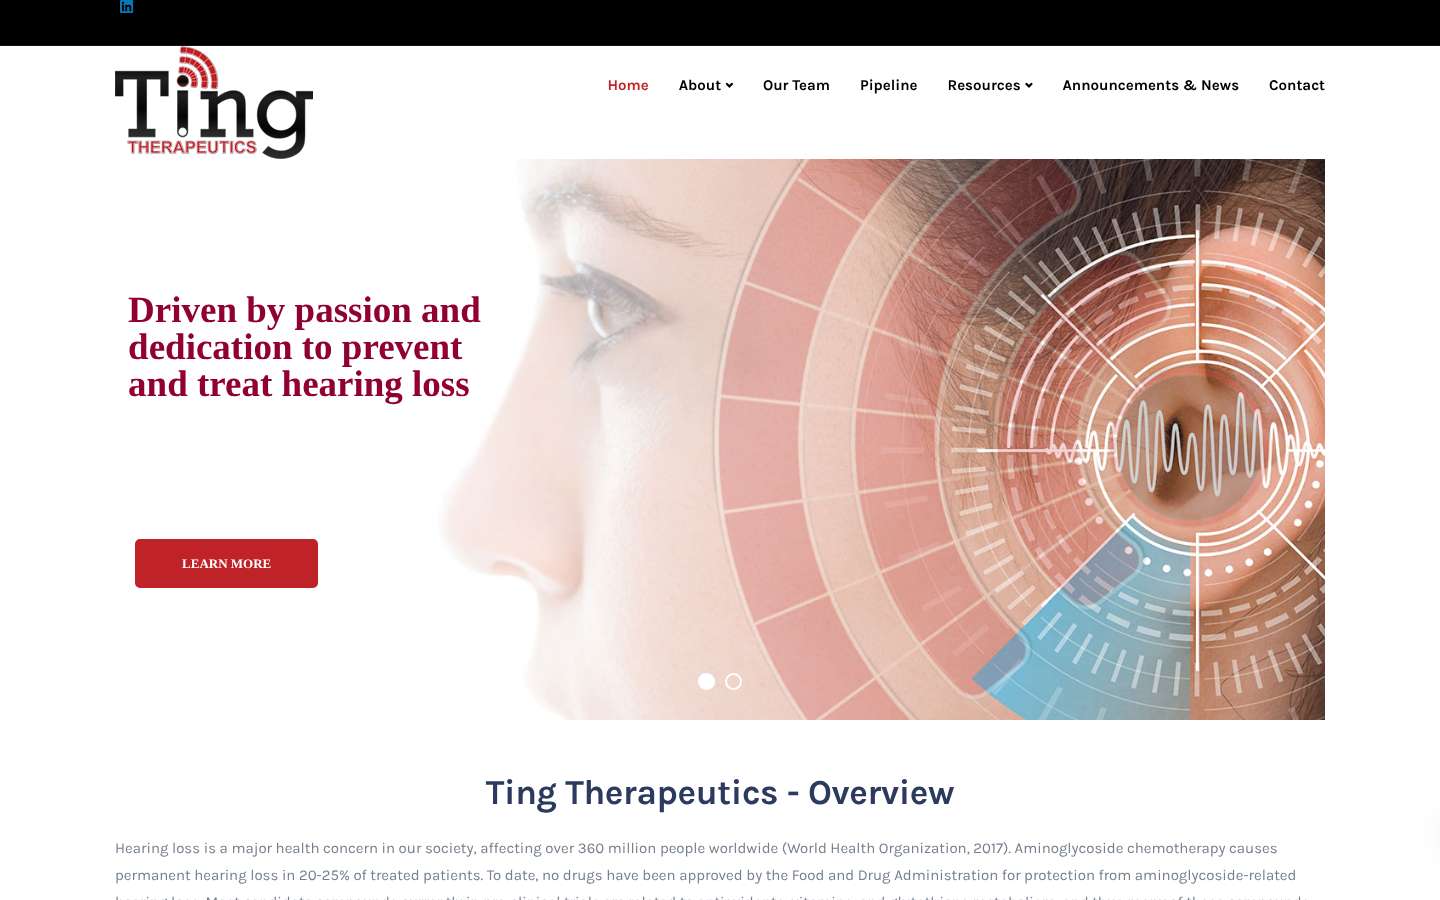 Ting
THERAPEUTICS
Home About Our Team Pipeline Resources Announcements & News Contact
Driven by passion and
dedication to prevent
and treat hearing loss
LEARN MORE
Ting Therapeutics - Overview
Hearing loss is a major health concern in our society, affecting over 360 million people worldwide (World Health Organization, 2017). Aminoglycoside chemotherapy causes
permanent hearing loss in 20-25% of treated patients. To date, no drugs have been approved by the Food and Drug Administration for protection from aminoglycoside-related